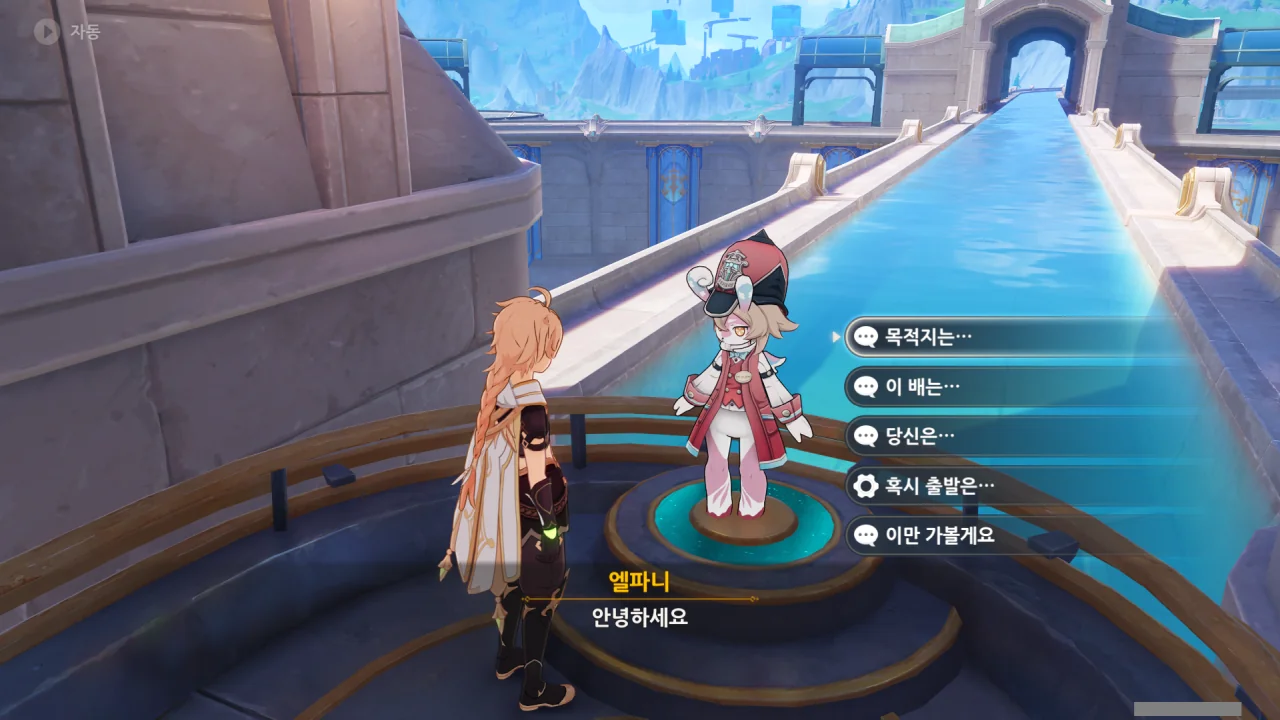 자동
목적지는…
이 배는…
당신은…
혹시 출발은…
이만 가볼게요
엘파니
안녕하세요